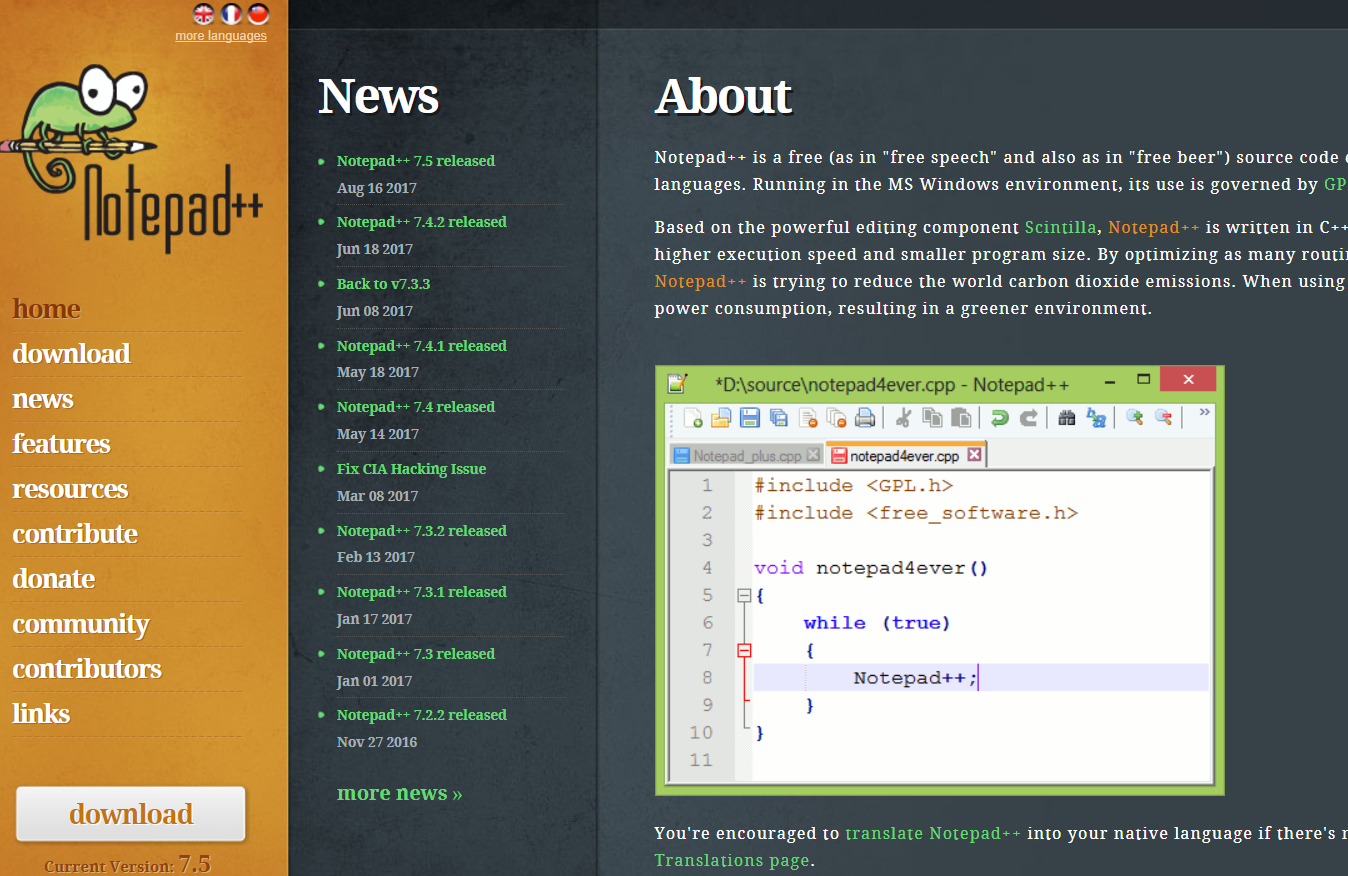 more languages
Notepad++
home
download
news
features
resources
contribute
donate
community
contributors
links
download
Current Version: 7.5
News
Notepad++ 7.5 released
Aug 16 2017
Notepad++ 7.4.2 released
Jun 18 2017
Back to v7.3.3
Jun 08 2017
Notepad++ 7.4.1 released
May 18 2017
Notepad++ 7.4 released
May 14 2017
Fix CIA Hacking Issue
Mar 08 2017
Notepad++ 7.3.2 released
Feb 13 2017
Notepad++ 7.3.1 released
Jan 17 2017
Notepad++ 7.3 released
Jan 01 2017
Notepad++ 7.2.2 released
Nov 27 2016
more news »
About
Notepad++ is a free (as in "free speech" and also as in "free beer") source code
languages. Running in the MS Windows environment, its use is governed by GP
Based on the powerful editing component Scintilla, Notepad++ is written in C++
higher execution speed and smaller program size. By optimizing as many
Notepad++ is trying to reduce the world carbon dioxide emissions. When using
power consumption, resulting in a greener environment.
*D:\source\notepad4ever.cpp - Notepad++
Notepad_plus.cpp notepad4ever.cpp
1 #include <GPL.h>
2 #include <free_software.h>
3
4 void notepad4ever()
5 {
6 while (true)
7 {
8 Notepad++;
9 }
10 }
11
You're encouraged to translate Notepad++ into your native language if there's
Translations page.